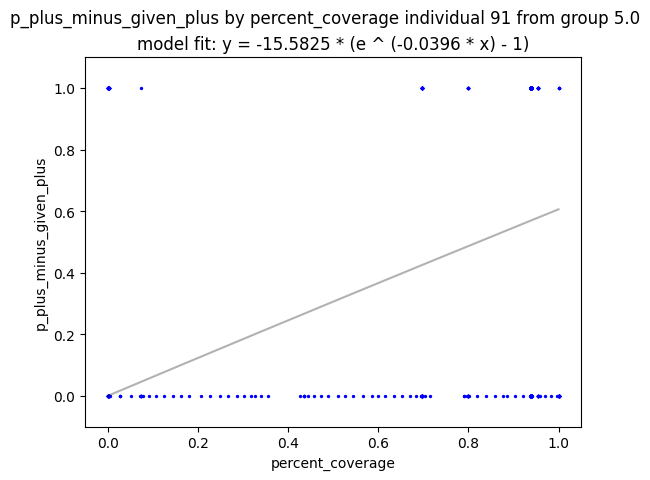 p_plus_minus_given_plus by percent_coverage individual 91 from group 5.0
model fit: y = -15.5825 * (e ^ (-0.0396 * x) - 1)
1.0
0.8
0.6
0.4
0.2
0.0
p_plus_minus_given_plus
0.0 0.2 0.4 0.6 0.8 1.0
percent_coverage